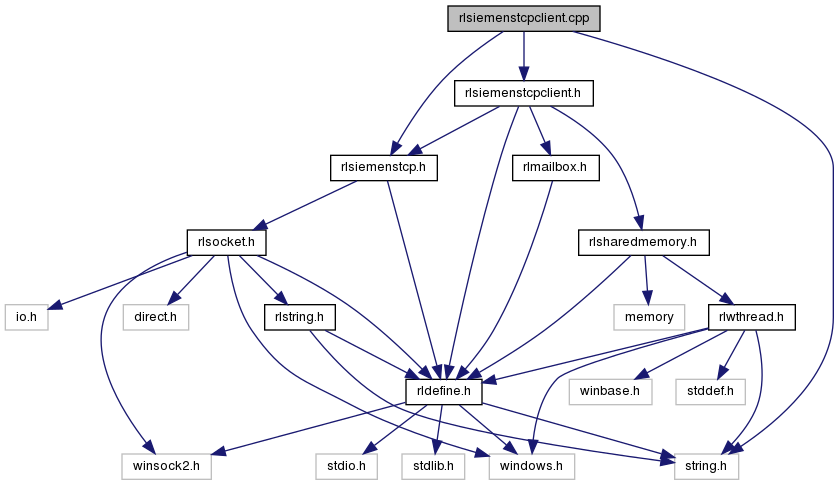 rlsiemenstcpclient.cpp
rlsiemenstcpclient.h
rlsiemenstcp.h
rlmailbox.h
rlsocket.h
rlsharedmemory.h
io.h
direct.h
rlstring.h
memory
rlwthread.h
rldefine.h
winbase.h
stddef.h
winsock2.h
stdio.h
stdlib.h
windows.h
string.h